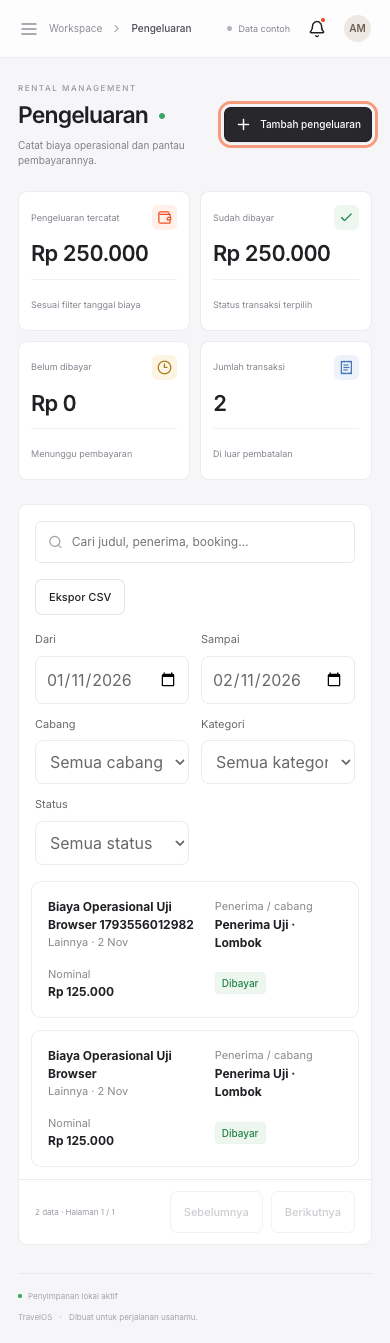 Workspace > Pengeluaran
Data contoh
AM
RENTAL MANAGEMENT
Pengeluaran
Catat biaya operasional dan pantau
pembayarannya.
Tambah pengeluaran
Pengeluaran tercatat
Rp 250.000
Sesuai filter tanggal biaya
Sudah dibayar
Rp 250.000
Status transaksi terpilih
Belum dibayar
Rp 0
Menunggu pembayaran
Jumlah transaksi
2
Di luar pembatalan
Cari judul, penerima, booking...
Ekspor CSV
Dari
01/11/2026
Sampai
02/11/2026
Cabang
Semua cabang
Kategori
Semua kategor
Status
Semua status
Biaya Operasional Uji
Browser 1793556012982
Lainnya · 2 Nov
Penerima / cabang
Penerima Uji ·
Lombok
Nominal
Rp 125.000
Dibayar
Biaya Operasional Uji
Browser
Lainnya · 2 Nov
Penerima / cabang
Penerima Uji ·
Lombok
Nominal
Rp 125.000
Dibayar
2 data · Halaman 1 / 1
Sebelumnya
Berikutnya
Penyimpanan lokal aktif
TravelOS · Dibuat untuk perjalanan usahamu.